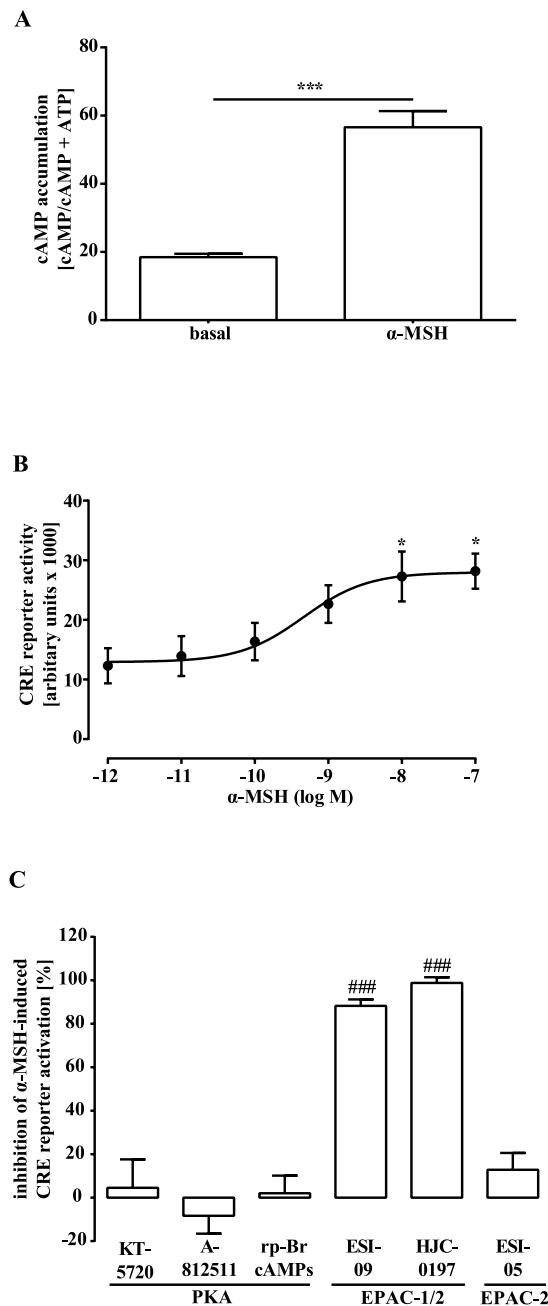 A
cAMP accumulation
[cAMP/cAMP + ATP]
80
60
40
20
0
***
basal
α-MSH
B
CRE reporter activity
[arbitary units x 1000]
40
30
20
10
0
*
*
-12
-11
-10
-9
-8
-7
α-MSH (log M)
C
inhibition of α-MSH-induced
CRE reporter activation [%]
120
100
80
60
40
20
0
-20
###
###
KT-
5720
A-
812511
rp-Br
cAMPs
ESI-
09
HJC-
0197
ESI-
05
PKA
EPAC-1/2
EPAC-2